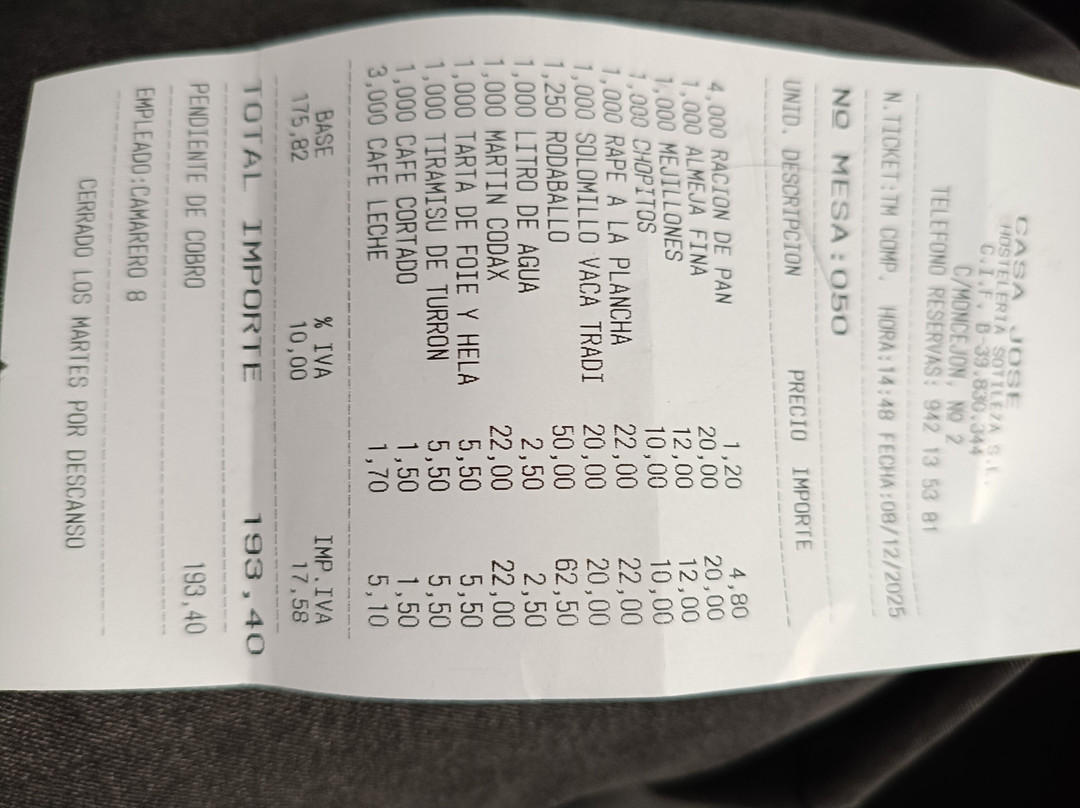 CASA JOSE
HOSTELERIA SOTILEZA S.L.
C.I.F. B-39.830.344
C/MONCEJON, NO 2
TELEFONO RESERVAS: 942 13 53 81
N.TICKET:TM COMP. HORA:14:48 FECHA:08/12/2025
NO MESA:050
UNID. DESCRIPCION PRECIO IMPORTE
4,000 RACION DE PAN 1,20 4,80
1,000 ALMEJA FINA 20,00 20,00
1,000 MEJILLONES 12,00 12,00
1,000 CHOPITOS 10,00 10,00
1,000 RAPE A LA PLANCHA 22,00 22,00
1,000 SOLOMILLO VACA TRADI 20,00 20,00
1,250 RODABALLO 50,00 62,50
1,000 LITRO DE AGUA 2,50 2,50
1,000 MARTIN CODAX 22,00 22,00
1,000 TARTA DE FOIE Y HELA 5,50 5,50
1,000 TIRAMISU DE TURRON 5,50 5,50
1,000 CAFE CORTADO 1,50 1,50
3,000 CAFE LECHE 1,70 5,10
BASE % IVA IMP.IVA
175,82 10,00 17,58
TOTAL IMPORTE 193,40
PENDIENTE DE COBRO 193,40
EMPLEADO:CAMARERO 8
CERRADO LOS MARTES POR DESCANSO